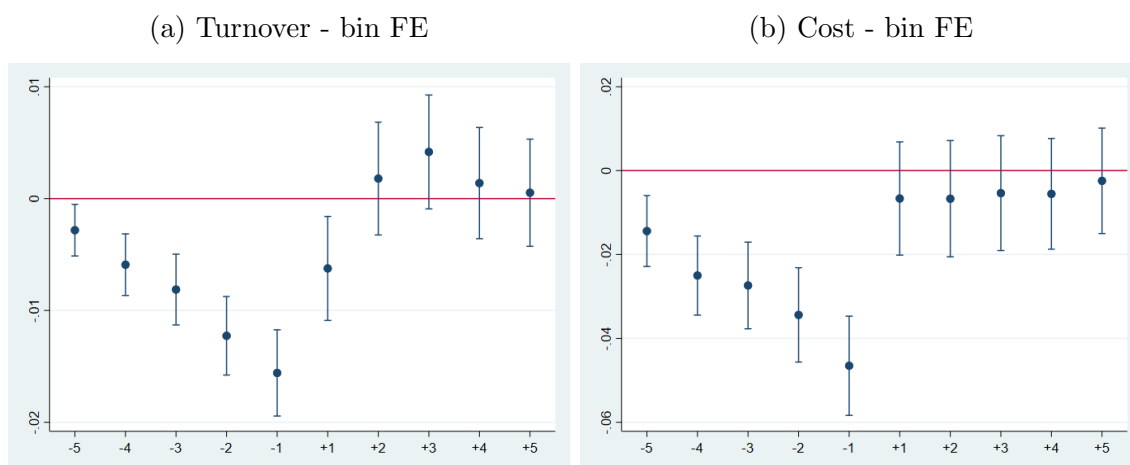 (a) Turnover - bin FE
.01
0
-.01
-.02
-5 -4 -3 -2 -1 +1 +2 +3 +4 +5
(b) Cost - bin FE
.02
0
-.02
-.04
-.06
-5 -4 -3 -2 -1 +1 +2 +3 +4 +5